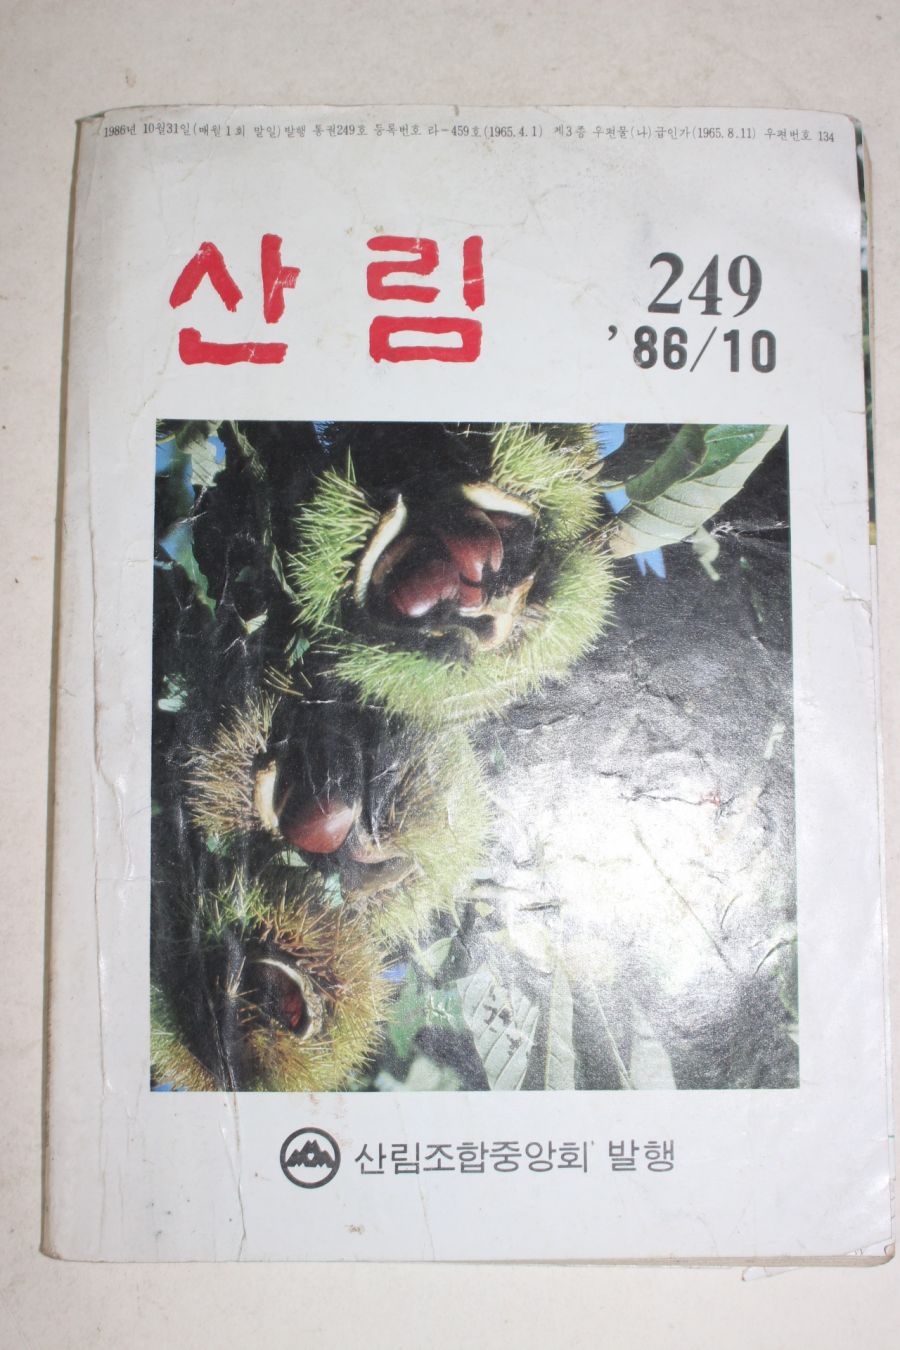 1986년 10월31일(매월1회 말일)발행 통권249호 등록번호 라-459호(1965.4.1) 제3종 우편물(나)급인가(1965.8.11) 우편번호 134
산림
249
'86/10
산림조합중앙회 발행